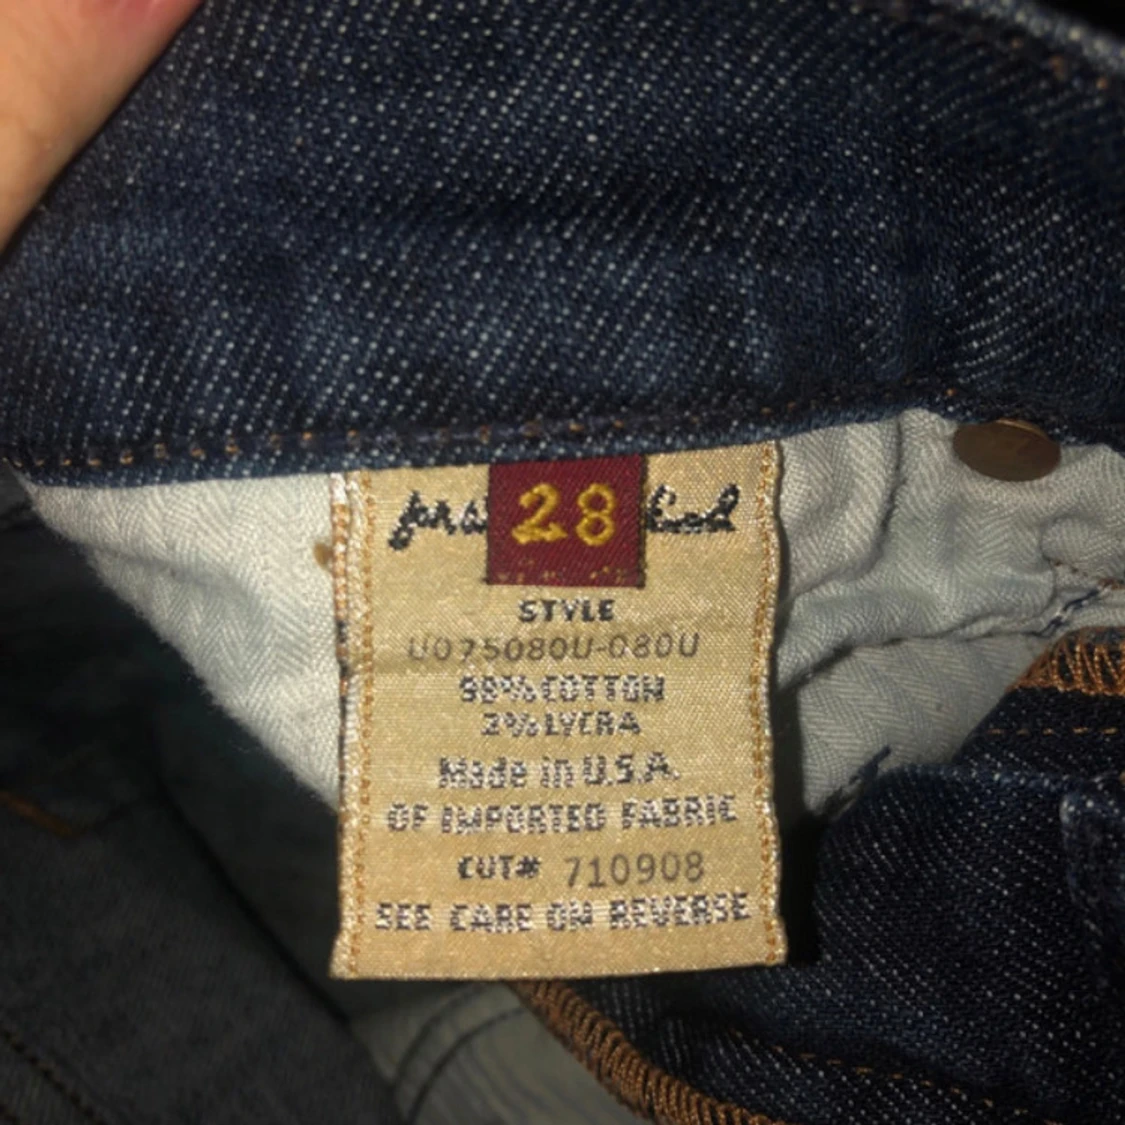 28
STYLE
U075080U-080U
98% COTTON
2% LYCRA
Made in U.S.A.
OF IMPORTED FABRIC
CUT# 710908
SEE CARE ON REVERSE